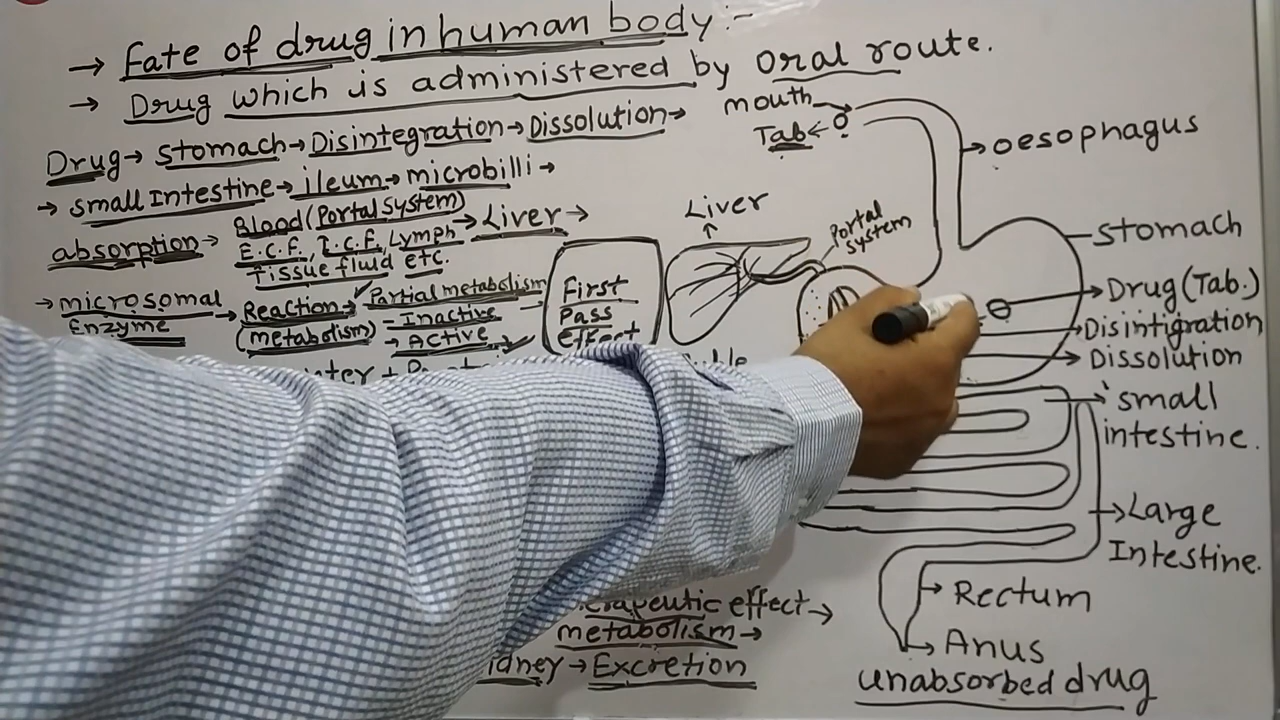 → Fate of drug in human body:-
→ Drug which is administered by oral route.
Drug → stomach → Disintegration → Dissolution →
→ small Intestine → ileum → microbilli →
absorption → Blood (Portal System) → Liver →
E.C.F., I.C.F., Lymph
Tissue fluid etc.
→ microsomal Enzyme → Reaction → Partial metabolism
(metabolism) = Inactive
→ Active
First
Pass
effect
effect →
metabolism →
→ Excretion
mouth
Tab
oesophagus
Liver
Portal
system
stomach
Drug (Tab.)
Disintigration
Dissolution
small
intestine.
Large
Intestine.
Rectum
Anus
unabsorbed drug